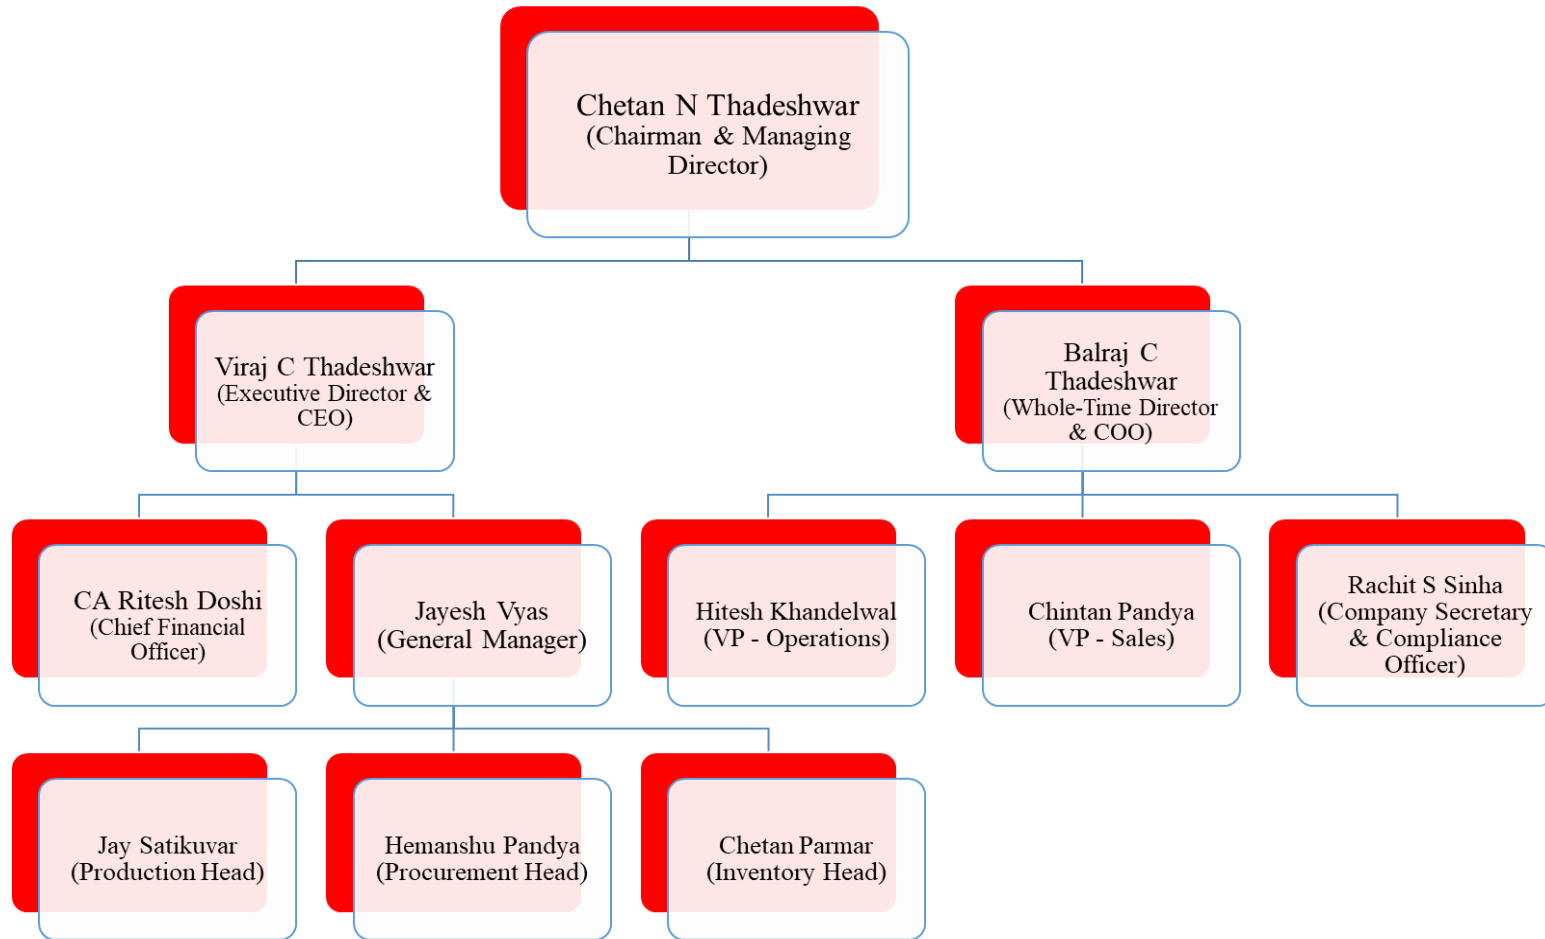 Chetan N Thadeshwar
(Chairman & Managing
Director)
Viraj C Thadeshwar
(Executive Director &
CEO)
Balraj C
Thadeshwar
(Whole-Time Director
& COO)
CA Ritesh Doshi
(Chief Financial
Officer)
Jayesh Vyas
(General Manager)
Hitesh Khandelwal
(VP - Operations)
Chintan Pandya
(VP - Sales)
Rachit S Sinha
(Company Secretary
& Compliance
Officer)
Jay Satikuvar
(Production Head)
Hemanshu Pandya
(Procurement Head)
Chetan Parmar
(Inventory Head)